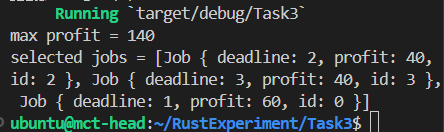 Running `target/debug/Task3`
max profit = 140
selected jobs = [Job { deadline: 2, profit: 40,
id: 2 }, Job { deadline: 3, profit: 40, id: 3 },
Job { deadline: 1, profit: 60, id: 0 }]
ubuntu@mct-head:~/RustExperiment/Task3$